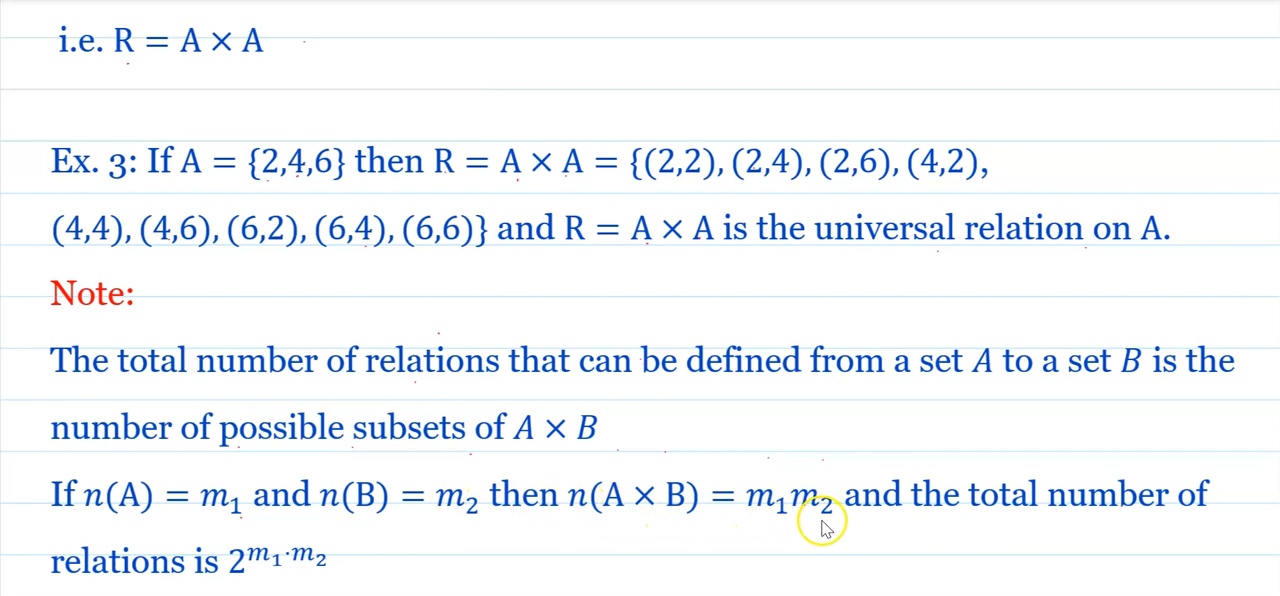 i.e. R = A × A
Ex. 3: If A = {2,4,6} then R = A × A = {(2,2), (2,4), (2,6), (4,2),
(4,4), (4,6), (6,2), (6,4), (6,6)} and R = A × A is the universal relation on A.
Note:
The total number of relations that can be defined from a set A to a set B is the
number of possible subsets of A × B
If n(A) = m₁ and n(B) = m₂ then n(A × B) = m₁m₂ and the total number of
relations is 2^{m₁·m₂}